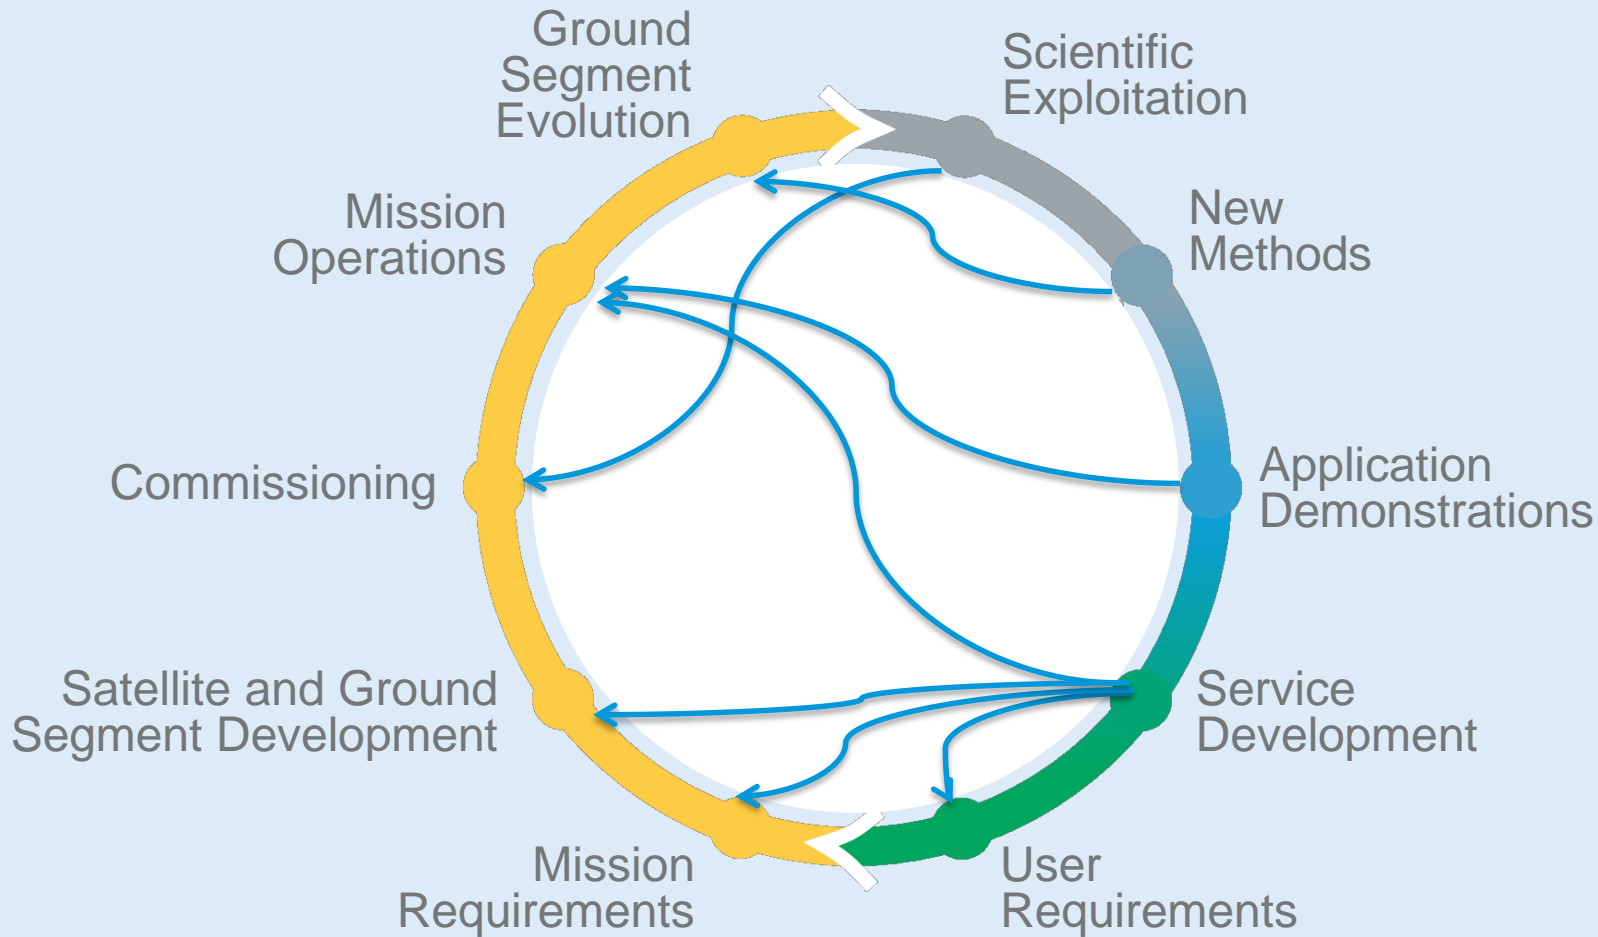 Ground
Segment
Evolution
Scientific
Exploitation
New
Methods
Mission
Operations
Application
Demonstrations
Commissioning
Service
Development
Satellite and Ground
Segment Development
User
Requirements
Mission
Requirements